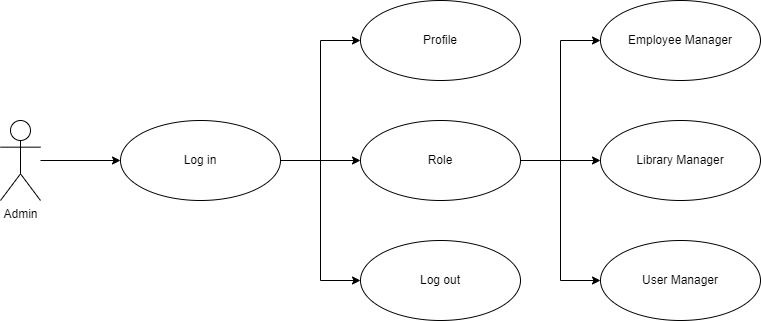 Profile
Employee Manager
Log in
Role
Library Manager
Admin
Log out
User Manager